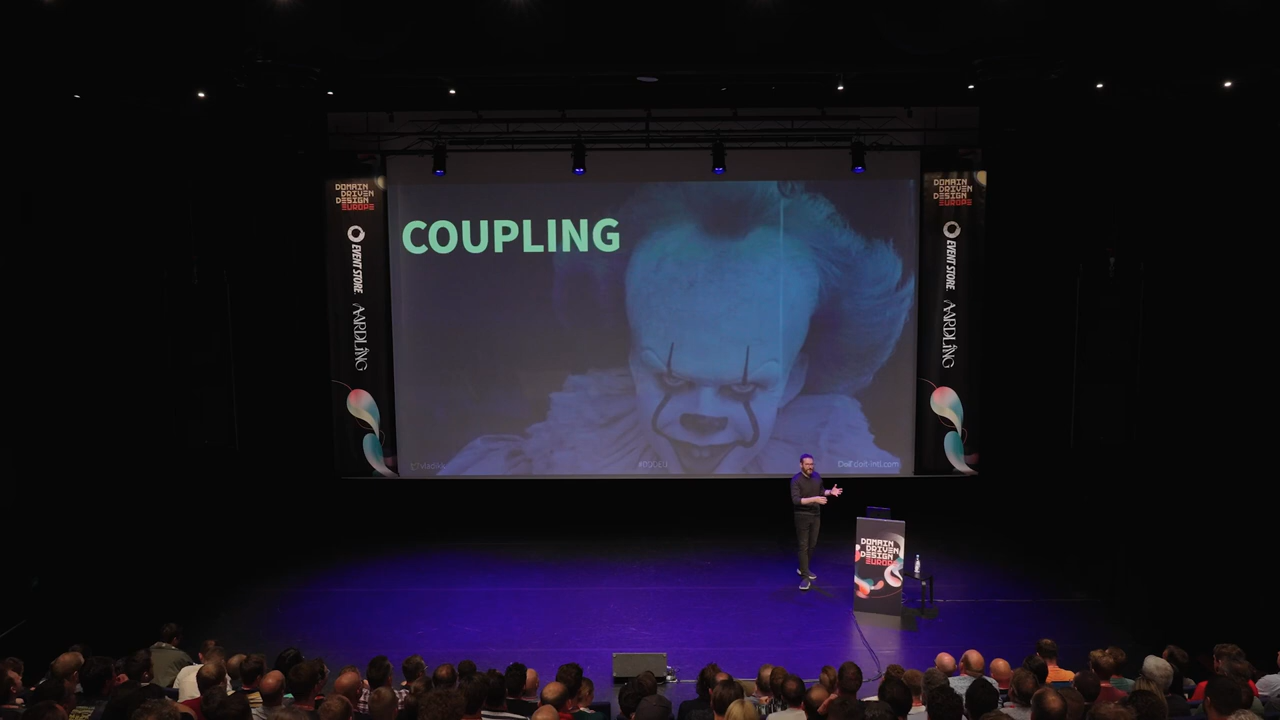 COUPLING
DOMAIN
DRIVEN
DESIGN
EUROPE
EVENT STORE
AARDLING
DOMAIN
DRIVEN
DESIGN
EUROPE
EVENT STORE
AARDLING
DOMAIN
DRIVEN
DESIGN
EUROPE